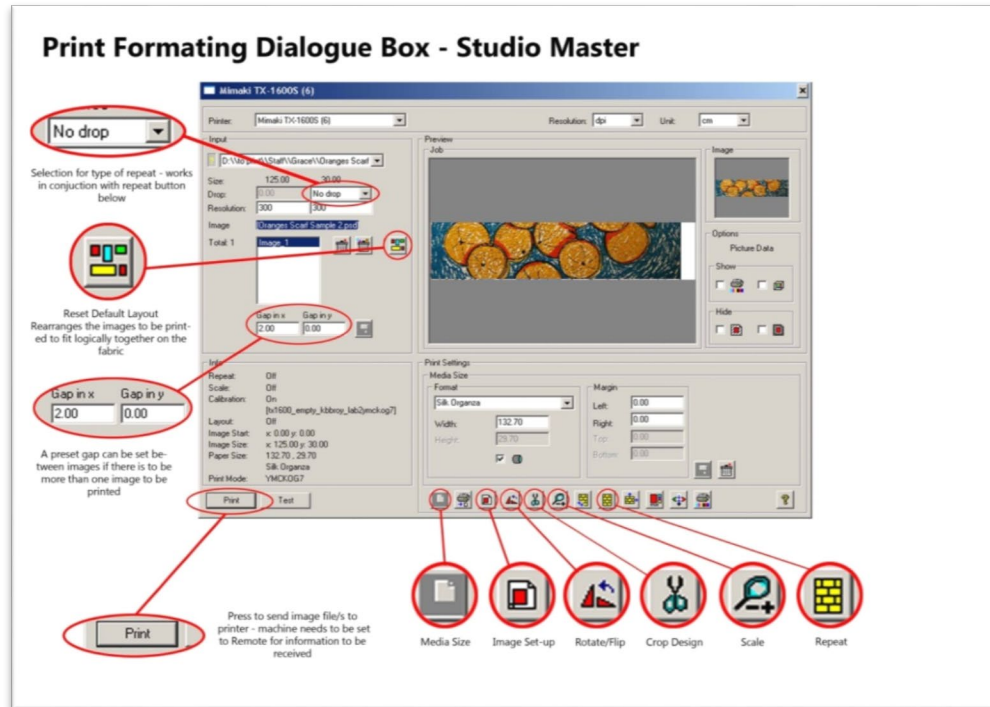 Print Formating Dialogue Box - Studio Master
No drop
Selection for type of repeat - works
in conjuction with repeat button
below
Reset Default Layout
Rearranges the images to be print-
ed to fit logically together on the
fabric
Gap in x Gap in y
2.00 0.00
A preset gap can be set be-
tween images if there is to be
more than one image to be
printed
Print
Press to send image file/s to
printer - machine needs to be set
to Remote for information to be
received
Mimaki TX-1600S (6)
Printer: Mimaki TX-1600S (6) Resolution: dpi Unit: cm
Input
Size: 125.00 30.00
Drop: 0.00 No drop
Resolution: 300 300
Image Oranges Scarf Sample 2.psd
Total: 1 Image_1
Gap in x Gap in y
2.00 0.00
Preview
Job
Image
Options
Picture Data
Show
Hide
Info
Repeat: Off
Scale: Off
Calibration: On
Layout: Off
Image Start: x: 0.00 y: 0.00
Image Size: x: 125.00 y: 30.00
Paper Size: 132.70 , 29.70
Silk Organza
Print Mode: YMCKOG7
Print Settings
Media Size
Format
Silk Organza
Width: 132.70
Height: 29.70
Margin
Left: 0.00
Right: 0.00
Top: 0.00
Bottom: 0.00
Print Test
?
Media Size Image Set-up Rotate/Flip Crop Design Scale Repeat